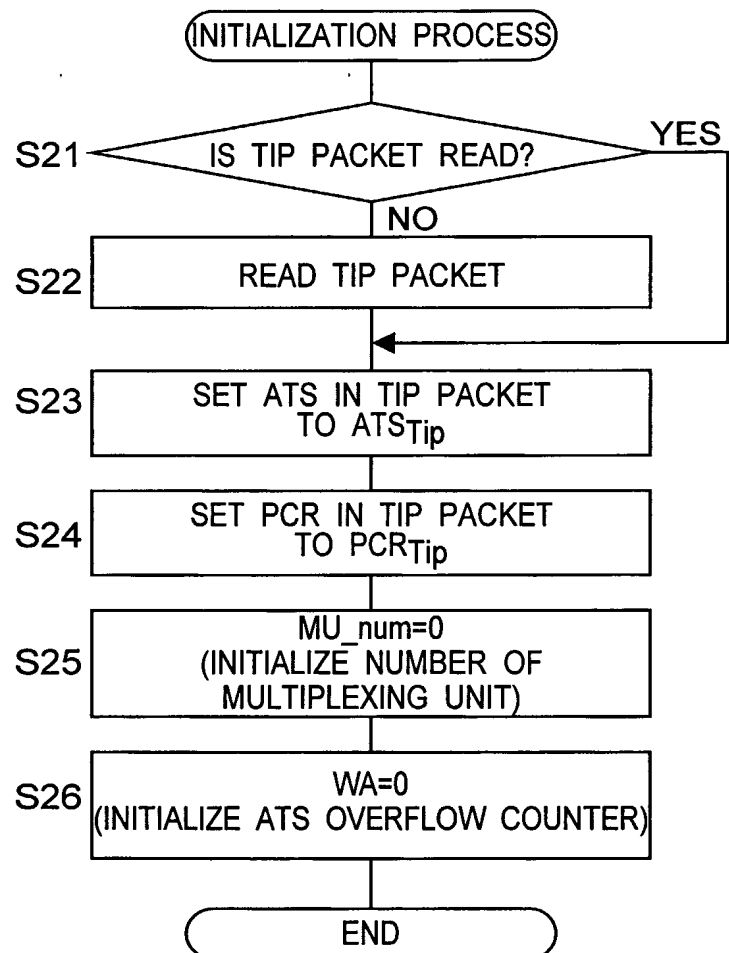 INITIALIZATION PROCESS
S21
IS TIP PACKET READ?
YES
NO
S22
READ TIP PACKET
S23
SET ATS IN TIP PACKET
TO ATSTip
S24
SET PCR IN TIP PACKET
TO PCRTip
S25
MU_num=0
(INITIALIZE NUMBER OF
MULTIPLEXING UNIT)
S26
WA=0
(INITIALIZE ATS OVERFLOW COUNTER)
END